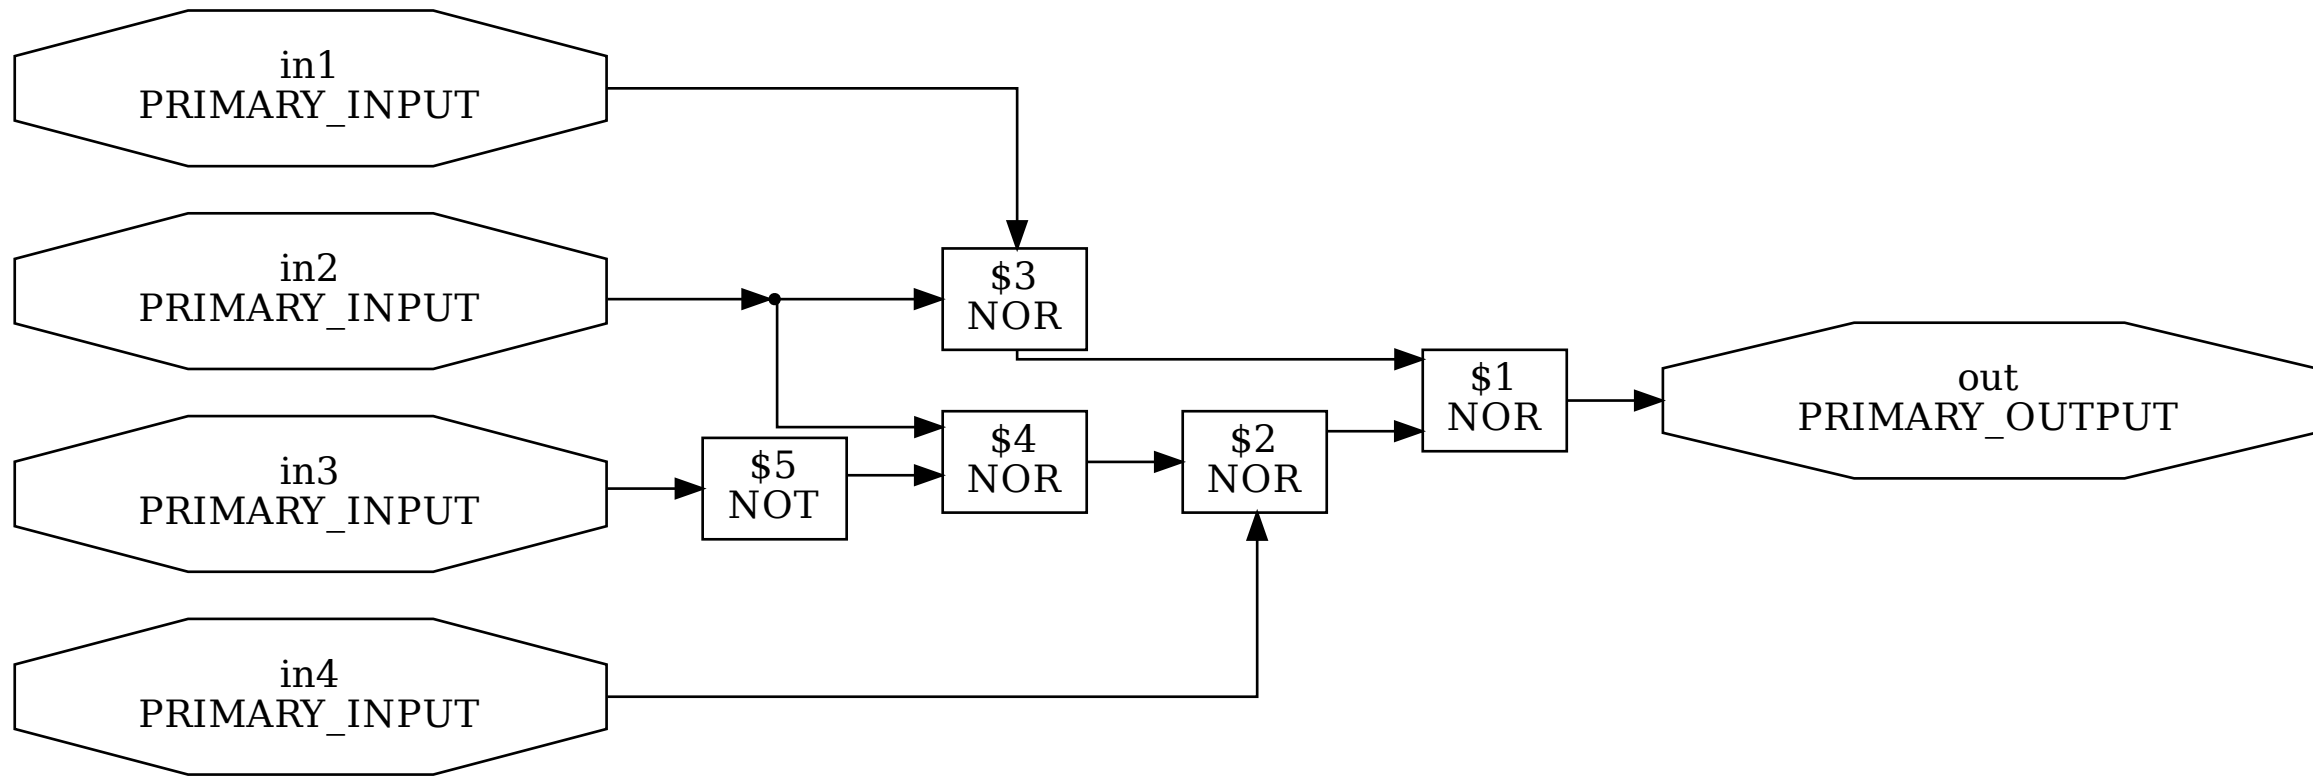 in1
PRIMARY_INPUT
in2
PRIMARY_INPUT
$3
NOR
in3
PRIMARY_INPUT
$5
NOT
$4
NOR
$2
NOR
$1
NOR
out
PRIMARY_OUTPUT
in4
PRIMARY_INPUT